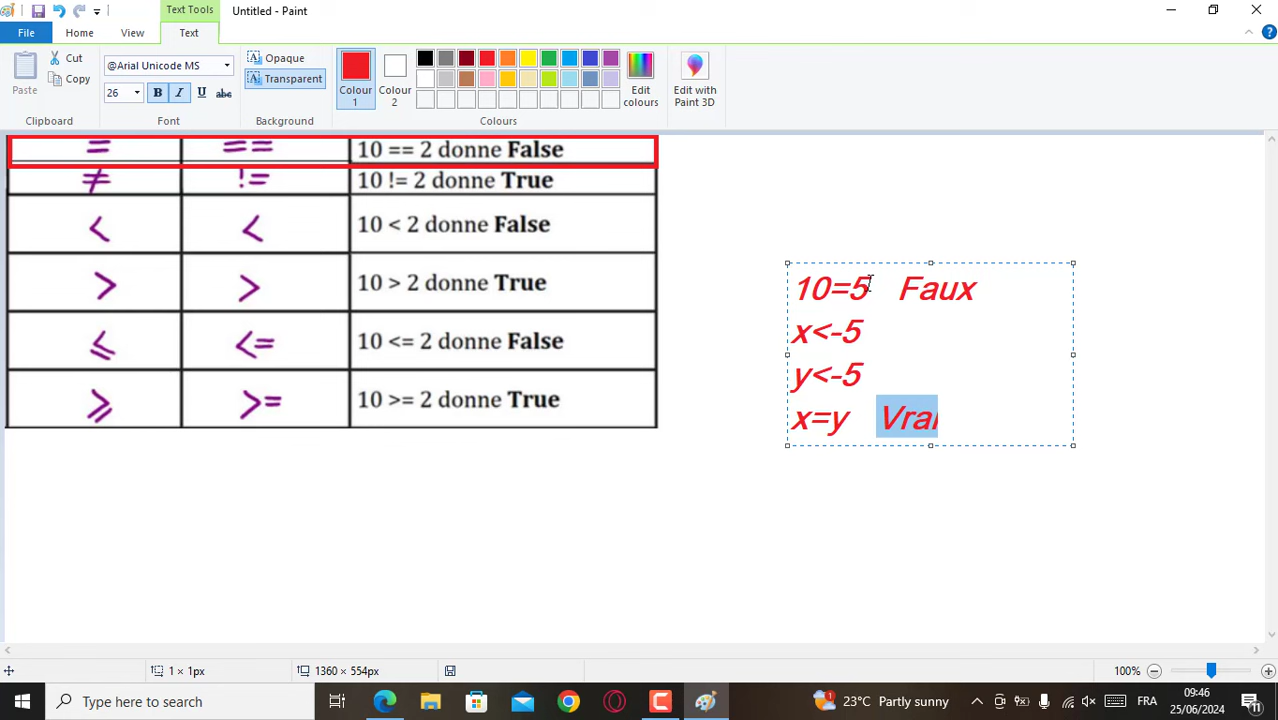 Text Tools
Untitled - Paint
File
Home
View
Text
Paste
Cut
Copy
Clipboard
@Arial Unicode MS
26
B
I
U
abc
Font
Opaque
Transparent
Background
Colour 1
Colour 2
Edit colours
Edit with Paint 3D
Colours
= == 10 == 2 donne False
≠ != 10 != 2 donne True
< < 10 < 2 donne False
> > 10 > 2 donne True
⩽ <= 10 <= 2 donne False
⩾ >= 10 >= 2 donne True
10=5 Faux
x<-5
y<-5
x=y Vrai
1 × 1px
1360 × 554px
100%
Type here to search
1
23°C Partly sunny
FRA
09:46
25/06/2024
11